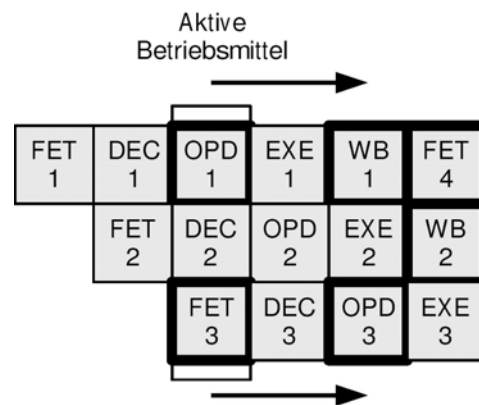 Aktive
Betriebsmittel
FET DEC OPD EXE WB FET
1 1 1 1 1 4
FET DEC OPD EXE WB
2 2 2 2 2
FET DEC OPD EXE
3 3 3 3